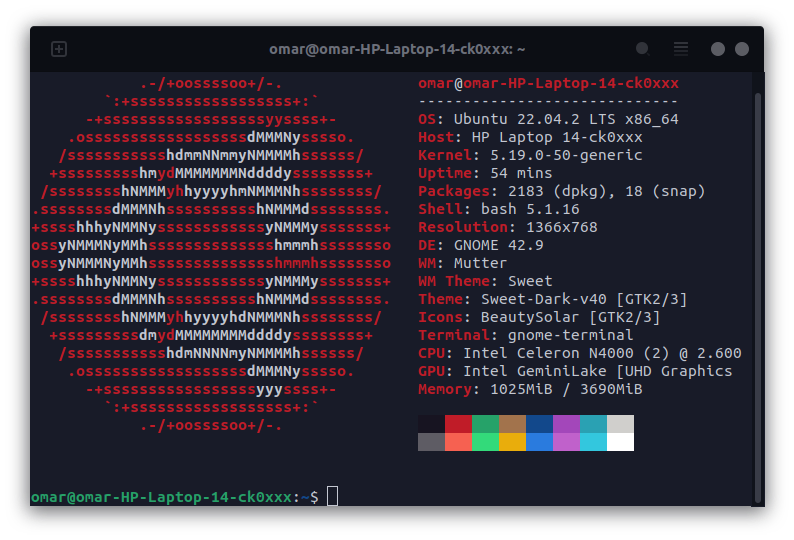 omar@omar-HP-Laptop-14-ck0xxx: ~
.-/+oossssoo+/-.
`:+ssssssssssssssssss+:`
-+ssssssssssssssssssyyssss+-
.ossssssssssssssssssdMMMNysssso.
/ssssssssssshdmmNNmmyNMMMMhssssss/
+ssssssssshmydMMMMMMMNddddyssssssss+
/sssssssshNMMMyhhyyyyhmNMMMNhssssssss/
.ssssssssdMMMNhsssssssssshNMMMdssssssss.
+sssshhhyNMMNyssssssssssssyNMMMysssssss+
ossyNMMMNyMMhsssssssssssssshmmmhssssssso
ossyNMMMNyMMhsssssssssssssshmmmhssssssso
+sssshhhyNMMNyssssssssssssyNMMMysssssss+
.ssssssssdMMMNhsssssssssshNMMMdssssssss.
/sssssssshNMMMyhhyyyyhdNMMMNhssssssss/
+sssssssssdmydMMMMMMMMddddyssssssss+
/ssssssssssshdmNNNNmyNMMMMhssssss/
.ossssssssssssssssssdMMMNysssso.
-+sssssssssssssssssyyyssss+-
`:+ssssssssssssssssss+:`
.-/+oossssoo+/-.
omar@omar-HP-Laptop-14-ck0xxx
-----------------------------
OS: Ubuntu 22.04.2 LTS x86_64
Host: HP Laptop 14-ck0xxx
Kernel: 5.19.0-50-generic
Uptime: 54 mins
Packages: 2183 (dpkg), 18 (snap)
Shell: bash 5.1.16
Resolution: 1366x768
DE: GNOME 42.9
WM: Mutter
WM Theme: Sweet
Theme: Sweet-Dark-v40 [GTK2/3]
Icons: BeautySolar [GTK2/3]
Terminal: gnome-terminal
CPU: Intel Celeron N4000 (2) @ 2.600
GPU: Intel GeminiLake [UHD Graphics
Memory: 1025MiB / 3690MiB
omar@omar-HP-Laptop-14-ck0xxx:~$